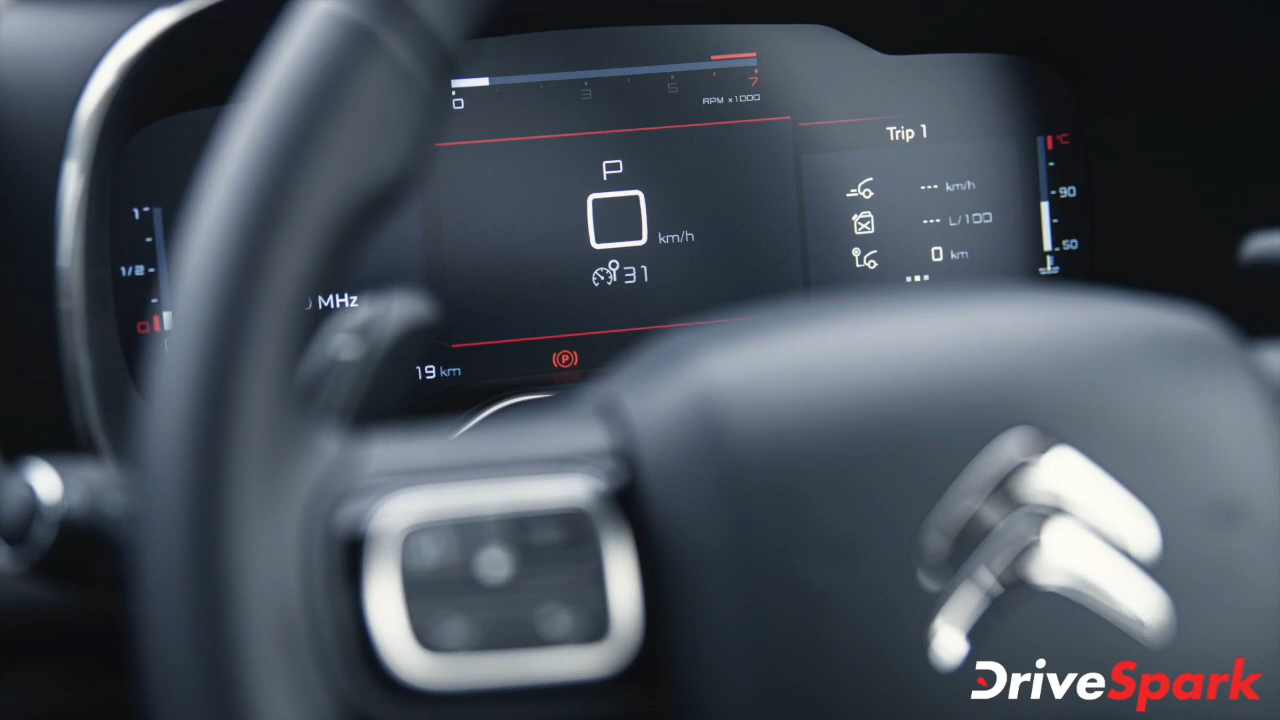 0 3 5 7
RPM x1000
Trip 1
°C
1
--- km/h
90
km/h
--- L/100
50
1/2
31
0 km
MHz
0
19 km
P
DriveSpark